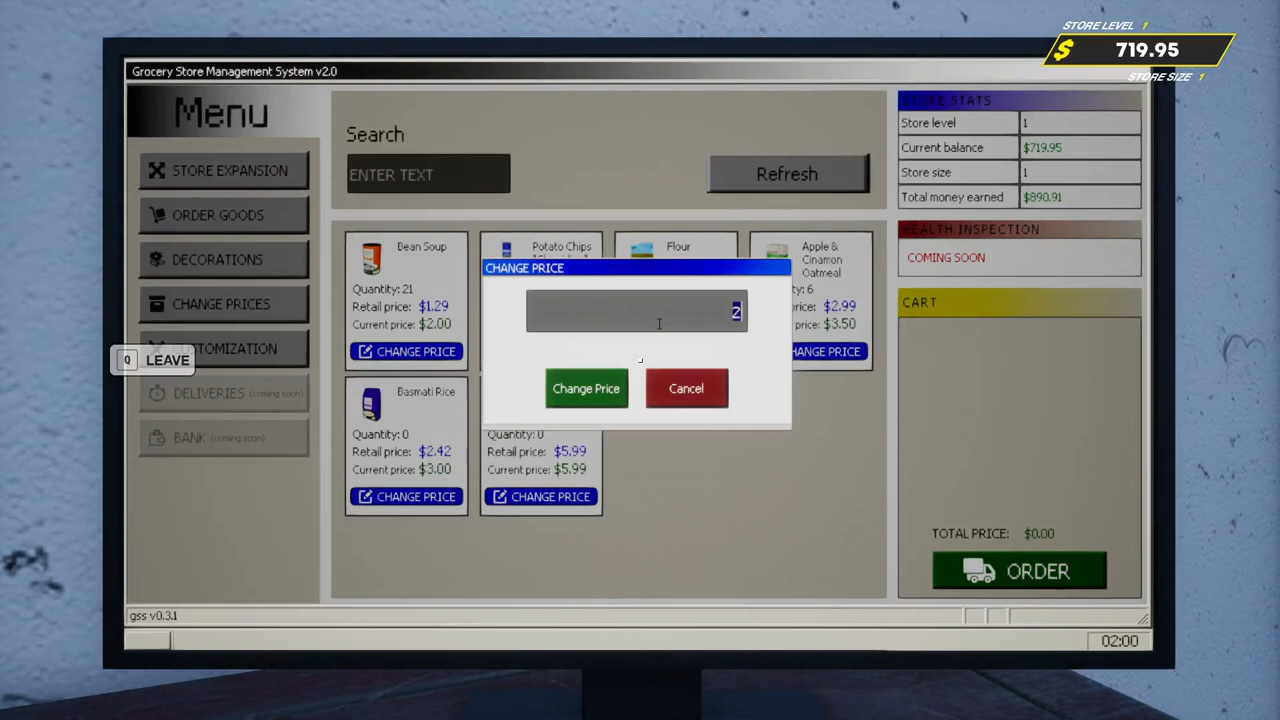 STORE LEVEL 1
$ 719.95
STORE SIZE 1
Grocery Store Management System v2.0
Menu
STORE EXPANSION
ORDER GOODS
DECORATIONS
CHANGE PRICES
CUSTOMIZATION
Q LEAVE
DELIVERIES (coming soon)
BANK (coming soon)
Search
ENTER TEXT
Refresh
Bean Soup
Quantity: 21
Retail price: $1.29
Current price: $2.00
CHANGE PRICE
Potato Chips
Flour
Apple &
Cinamon
Oatmeal
ty: 6
price: $2.99
price: $3.50
HANGE PRICE
CHANGE PRICE
2
Change Price
Cancel
Basmati Rice
Quantity: 0
Retail price: $2.42
Current price: $3.00
CHANGE PRICE
Quantity: 0
Retail price: $5.99
Current price: $5.99
CHANGE PRICE
STORE STATS
Store level 1
Current balance $719.95
Store size 1
Total money earned $890.91
HEALTH INSPECTION
COMING SOON
CART
TOTAL PRICE: $0.00
ORDER
gss v0.3.1
02:00